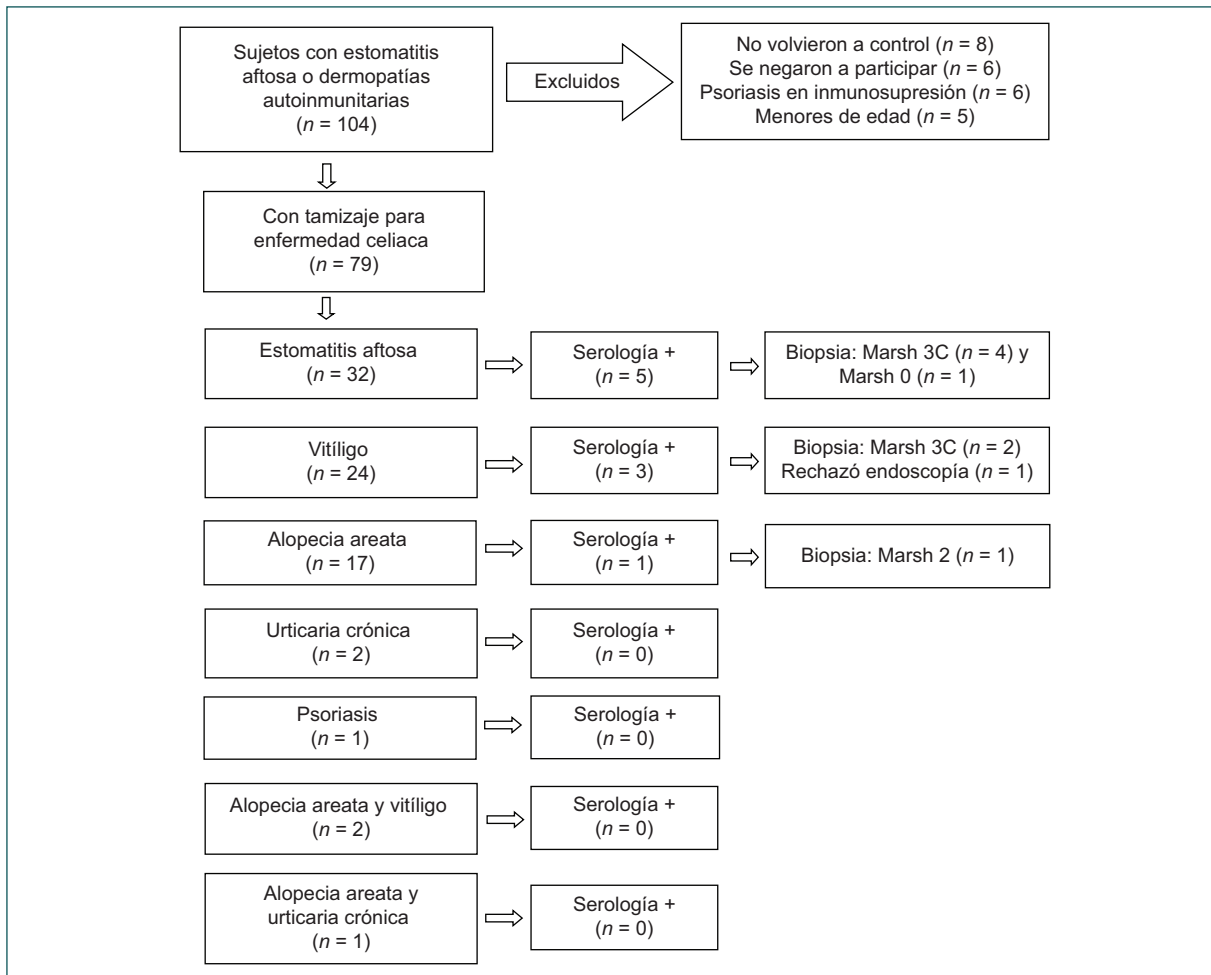 Sujetos con estomatitis
aftosa o dermopatías
autoinmunitarias
(n = 104)
Excluidos
No volvieron a control (n = 8)
Se negaron a participar (n = 6)
Psoriasis en inmunosupresión (n = 6)
Menores de edad (n = 5)
Con tamizaje para
enfermedad celiaca
(n = 79)
Estomatitis aftosa
(n = 32)
Serología +
(n = 5)
Biopsia: Marsh 3C (n = 4) y
Marsh 0 (n = 1)
Vitíligo
(n = 24)
Serología +
(n = 3)
Biopsia: Marsh 3C (n = 2)
Rechazó endoscopía (n = 1)
Alopecia areata
(n = 17)
Serología +
(n = 1)
Biopsia: Marsh 2 (n = 1)
Urticaria crónica
(n = 2)
Serología +
(n = 0)
Psoriasis
(n = 1)
Serología +
(n = 0)
Alopecia areata y vitíligo
(n = 2)
Serología +
(n = 0)
Alopecia areata y
urticaria crónica
(n = 1)
Serología +
(n = 0)